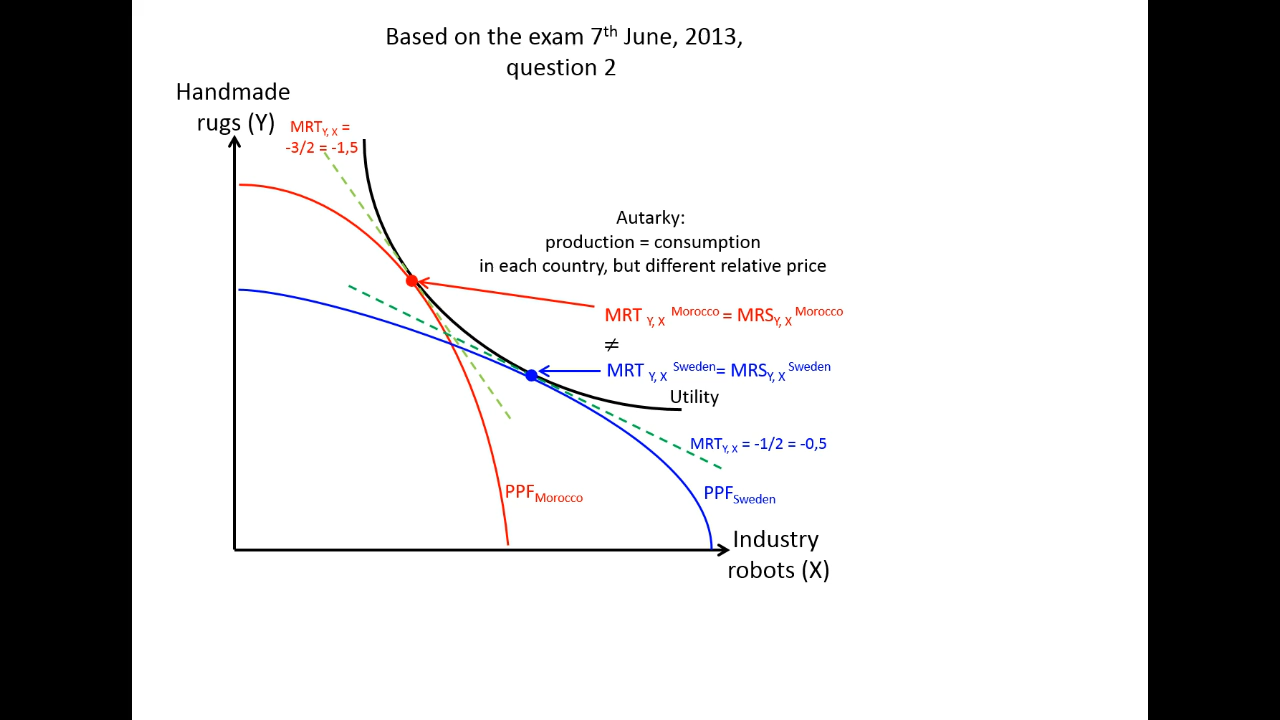 Based on the exam 7th June, 2013,
question 2
Handmade
rugs (Y)
MRTY, X =
-3/2 = -1,5
Autarky:
production = consumption
in each country, but different relative price
MRT Y, X Morocco = MRSY, X Morocco
≠
MRT Y, X Sweden= MRSY, X Sweden
Utility
MRTY, X = -1/2 = -0,5
PPFMorocco
PPFSweden
Industry
robots (X)